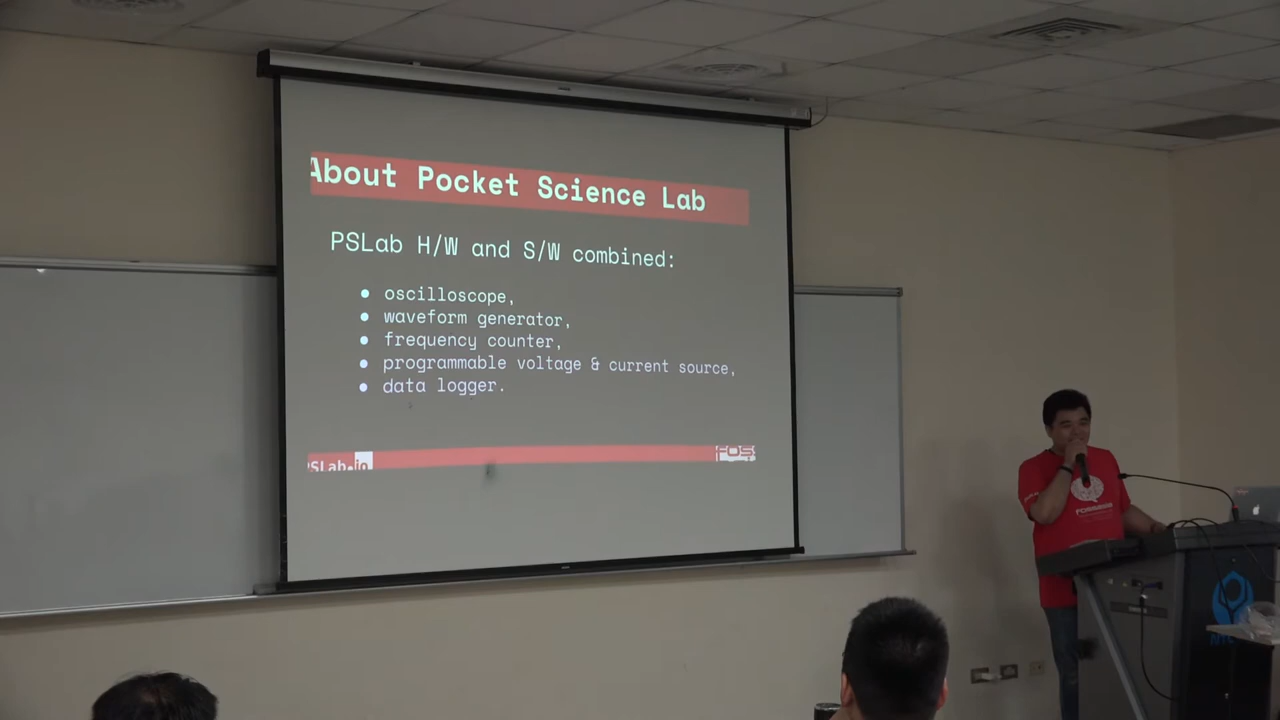 About Pocket Science Lab
PSLab H/W and S/W combined:
● oscilloscope,
● waveform generator,
● frequency counter,
● programmable voltage & current source,
● data logger.
PSLab.io
FOSSASIA